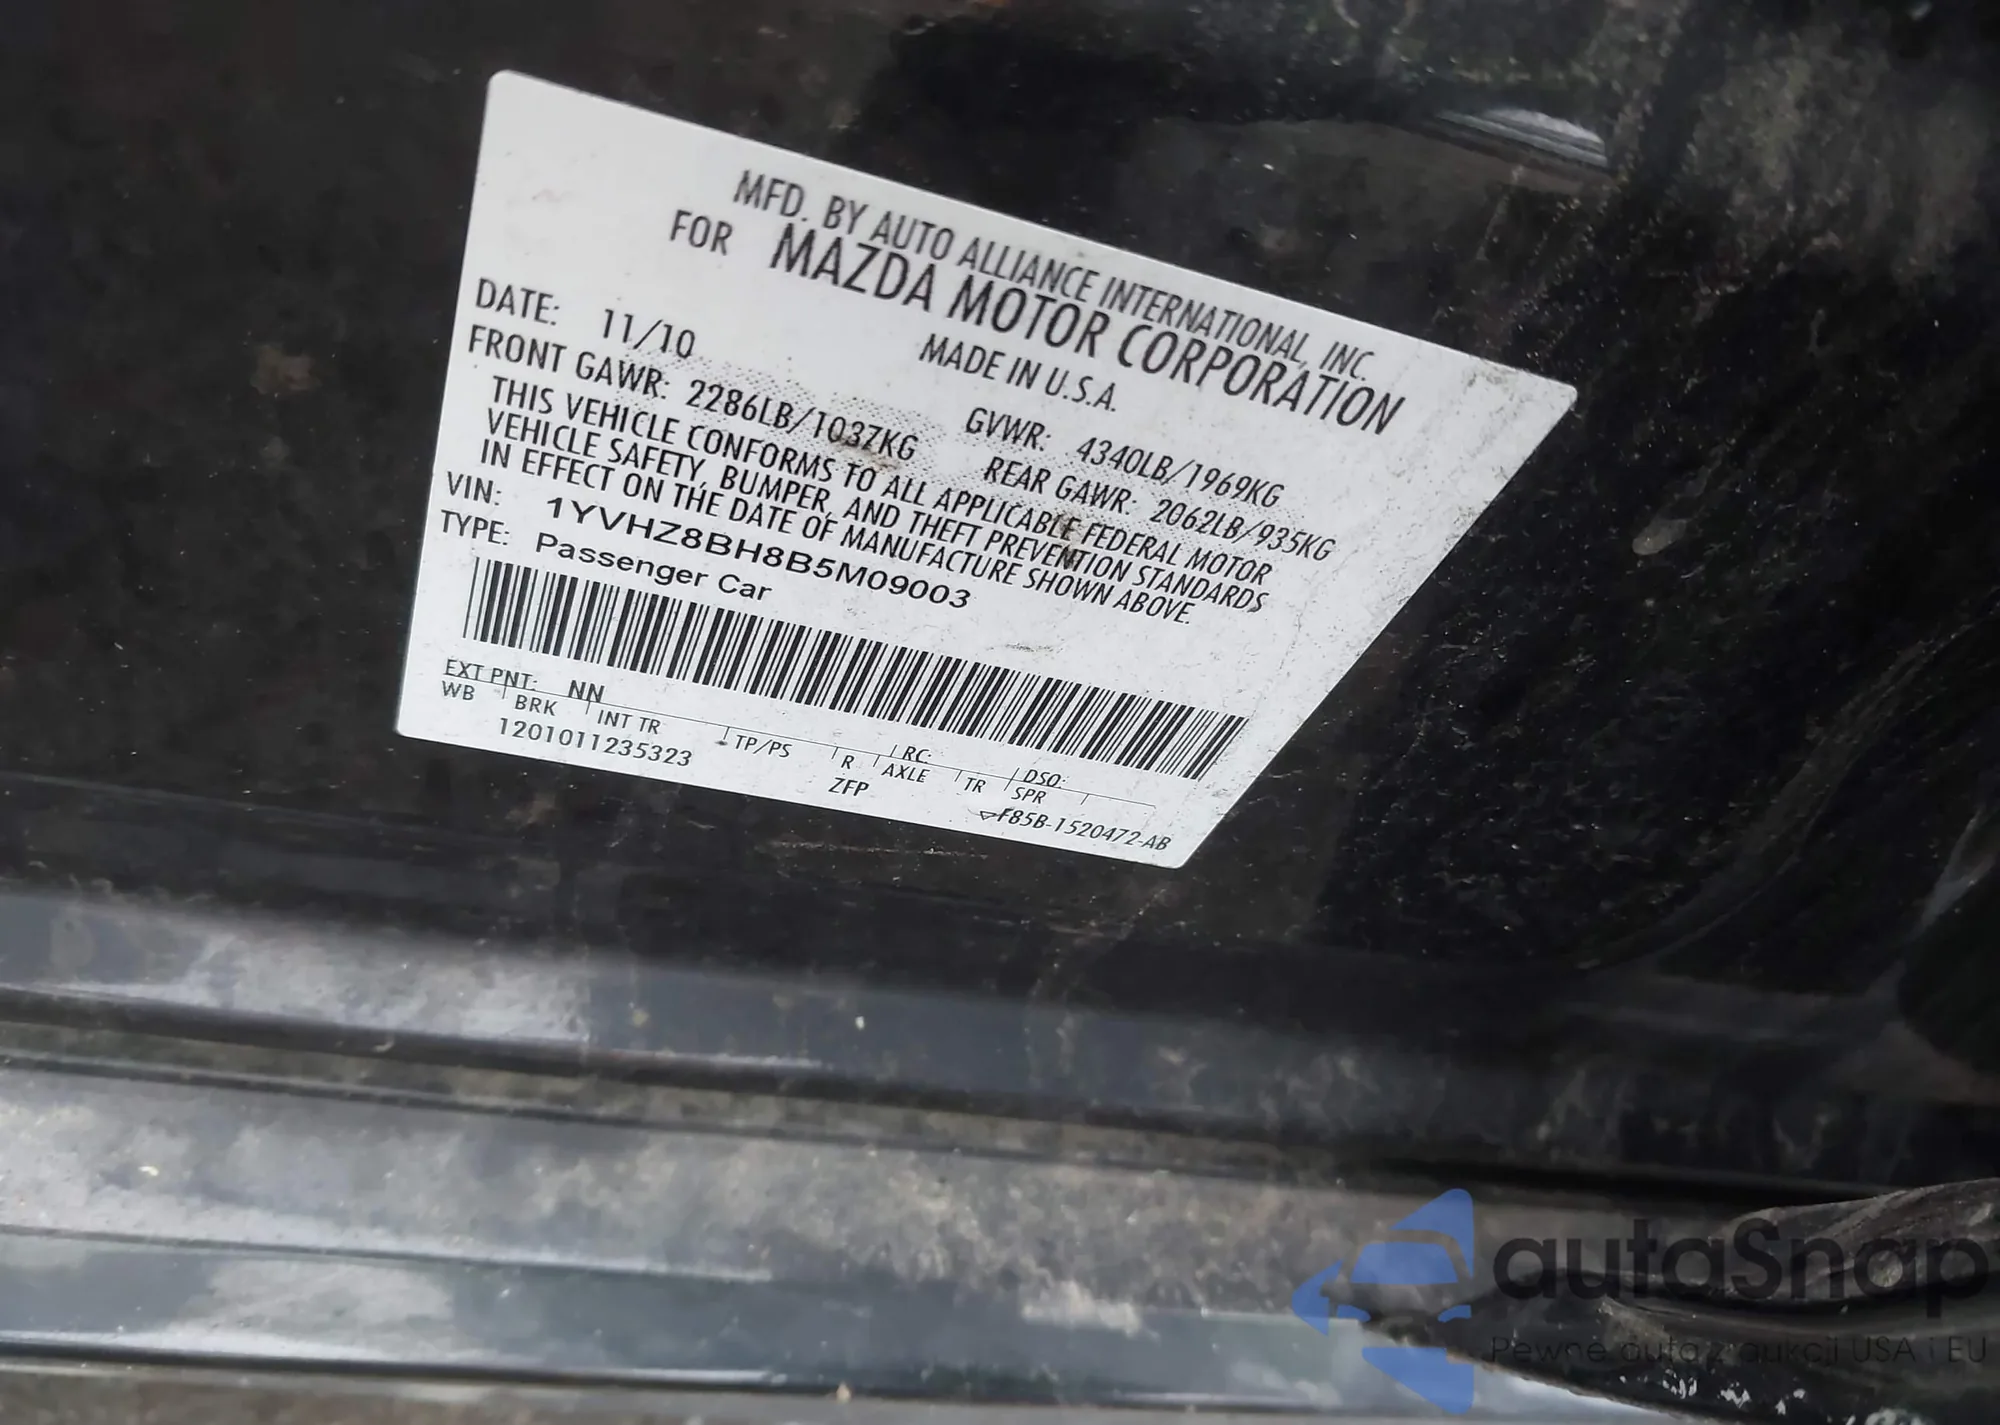 MFD. BY AUTO ALLIANCE INTERNATIONAL, INC.
FOR MAZDA MOTOR CORPORATION
MADE IN U.S.A.
DATE: 11/10 GVWR: 4340LB/1969KG
FRONT GAWR: 2286LB/1037KG REAR GAWR: 2062LB/935KG
THIS VEHICLE CONFORMS TO ALL APPLICABLE FEDERAL MOTOR
VEHICLE SAFETY, BUMPER, AND THEFT PREVENTION STANDARDS
IN EFFECT ON THE DATE OF MANUFACTURE SHOWN ABOVE.
VIN: 1YVHZ8BH8B5M09003
TYPE: Passenger Car
EXT PNT: NN RC: DSO:
WB BRK INT TR TP/PS R AXLE TR SPR
1201011235323 ZFP
F85B-1520472-AB
autoSnap
Pewne auta z aukcji USA i EU